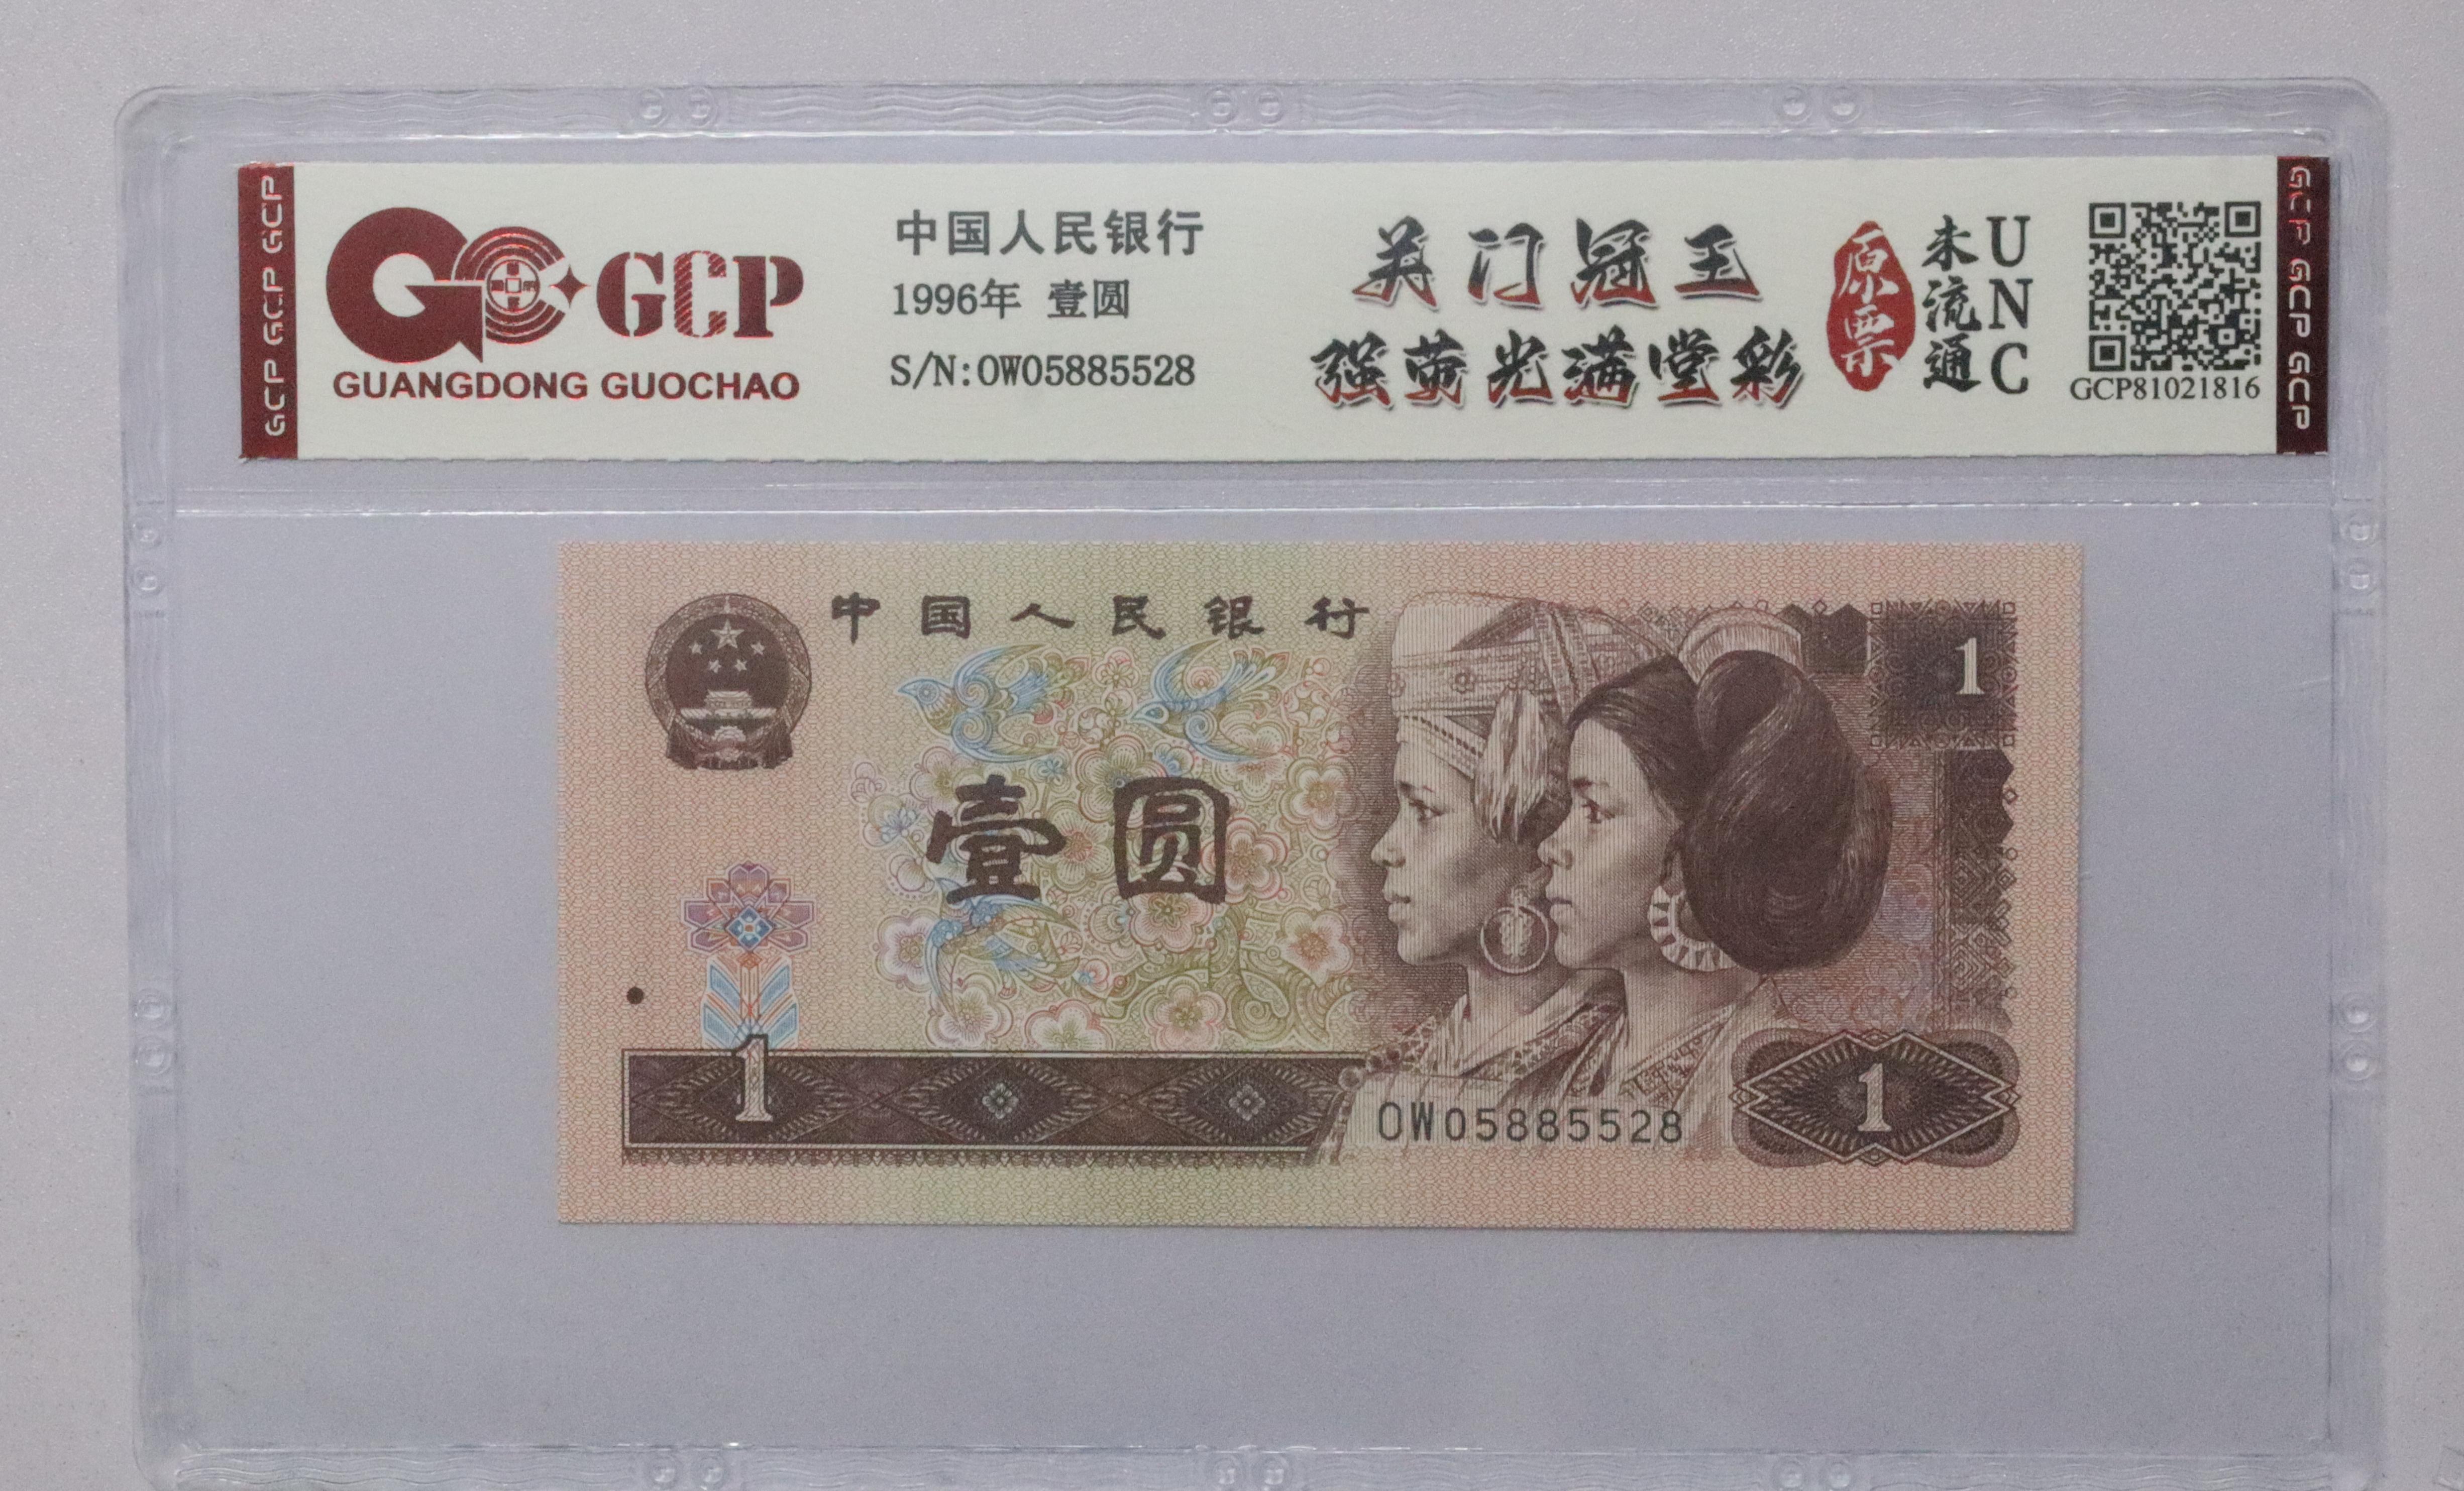 GCP GCP GCP
GCP
GUANGDONG GUOCHAO
中国人民银行
1996年 壹圆
S/N:OW05885528
关门冠王
强荧光满堂彩
原票
未流通
UNC
GCP81021816
GCP GCP GCP
中国人民银行
1
壹圆
1
OW05885528
1